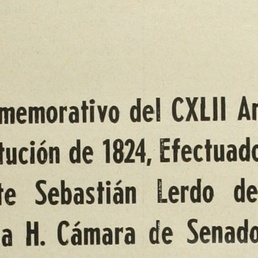 memorativo del CXLII An
tución de 1824, Efectuado
te Sebastián Lerdo de
a H. Cámara de Senado